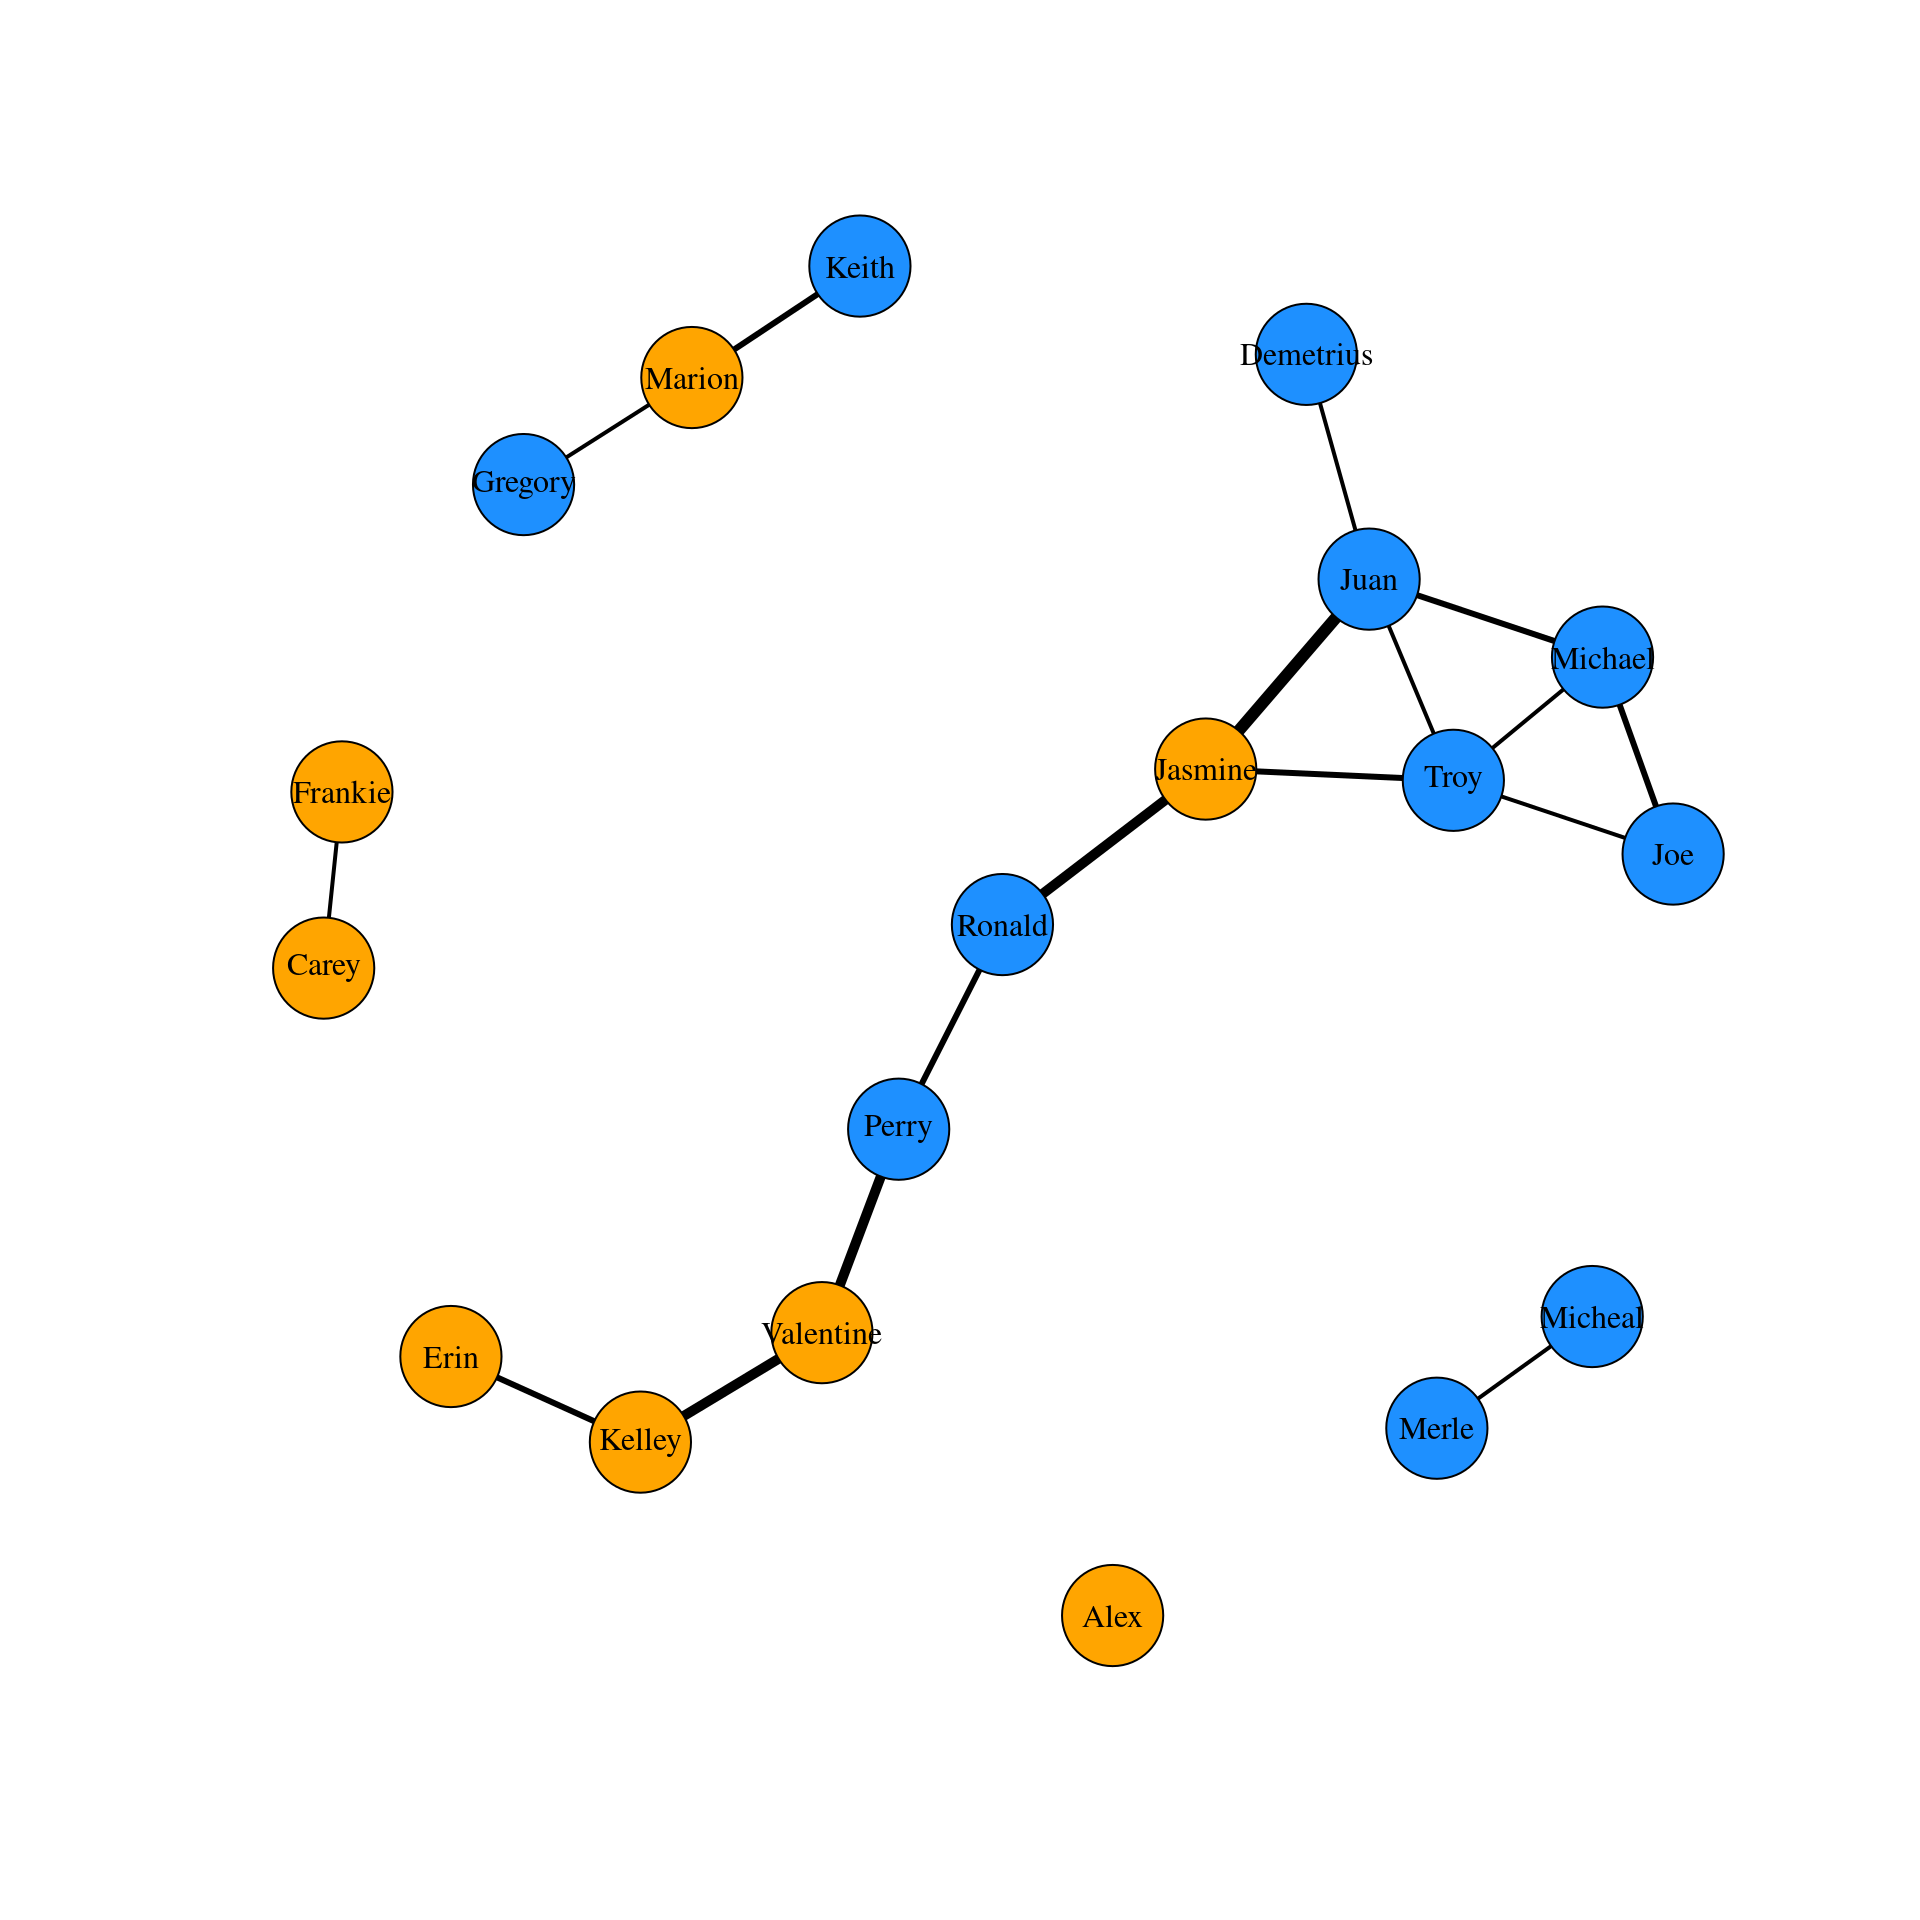 Keith
Demetrius
Marion
Gregory
Juan
Michael
Jasmine
Troy
Frankie
Joe
Ronald
Carey
Perry
Micheal
Valentine
Erin
Merle
Kelley
Alex